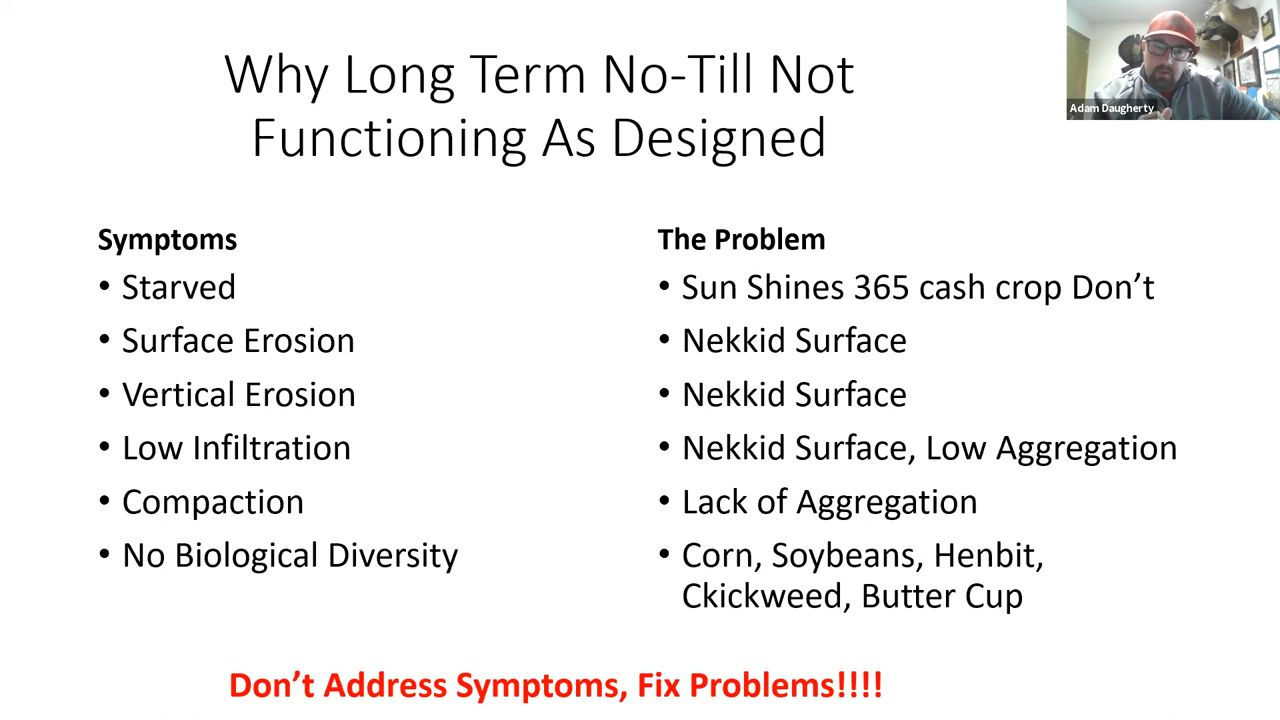 Why Long Term No-Till Not
Functioning As Designed
Adam Daugherty
Symptoms
• Starved
• Surface Erosion
• Vertical Erosion
• Low Infiltration
• Compaction
• No Biological Diversity
The Problem
• Sun Shines 365 cash crop Don’t
• Nekkid Surface
• Nekkid Surface
• Nekkid Surface, Low Aggregation
• Lack of Aggregation
• Corn, Soybeans, Henbit,
Ckickweed, Butter Cup
Don’t Address Symptoms, Fix Problems!!!!